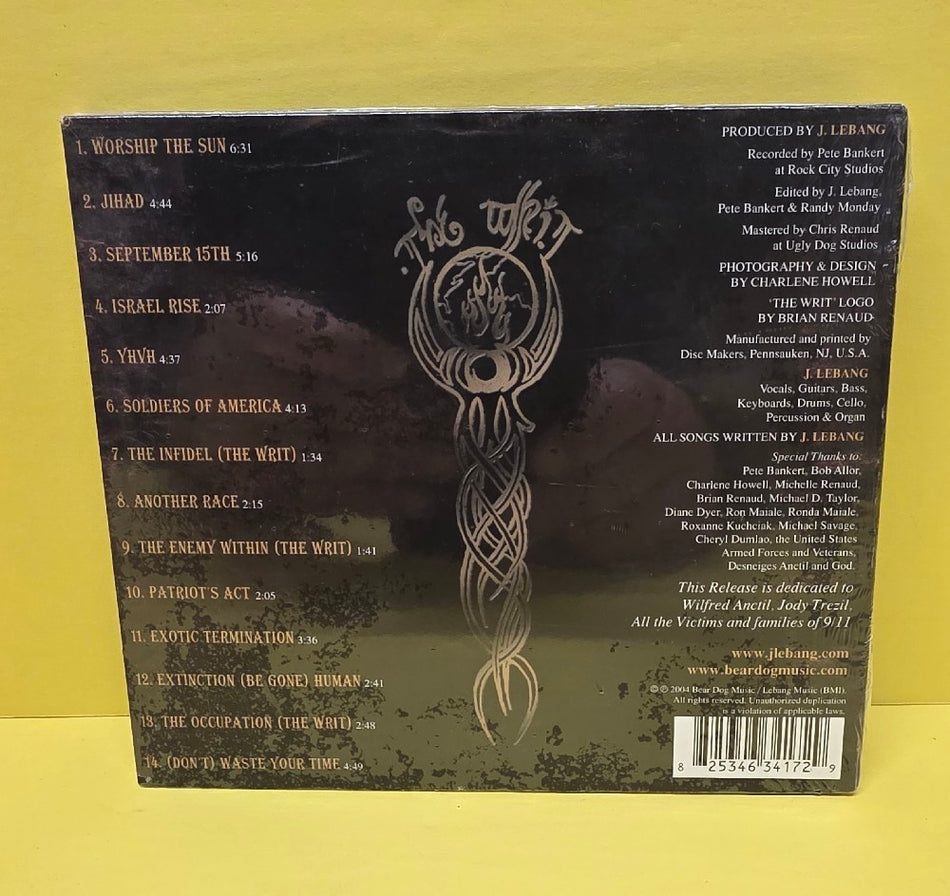 1. WORSHIP THE SUN 6:31
2. JIHAD 4:44
3. SEPTEMBER 15TH 5:16
4. ISRAEL RISE 2:07
5. YHVH 4:37
6. SOLDIERS OF AMERICA 4:13
7. THE INFIDEL (THE WRIT) 1:34
8. ANOTHER RACE 2:15
9. THE ENEMY WITHIN (THE WRIT) 1:41
10. PATRIOT'S ACT 2:05
11. EXOTIC TERMINATION 3:36
12. EXTINCTION (BE GONE) HUMAN 2:41
13. THE OCCUPATION (THE WRIT) 2:48
14. (DON'T) WASTE YOUR TIME 4:49
The Writ
PRODUCED BY J. LEBANG
Recorded by Pete Bankert
at Rock City Studios
Edited by J. Lebang,
Pete Bankert & Randy Monday
Mastered by Chris Renaud
at Ugly Dog Studios
PHOTOGRAPHY & DESIGN
BY CHARLENE HOWELL
'THE WRIT' LOGO
BY BRIAN RENAUD
Manufactured and printed by
Disc Makers, Pennsauken, NJ, U.S.A.
J. LEBANG
Vocals, Guitars, Bass,
Keyboards, Drums, Cello,
Percussion & Organ
ALL SONGS WRITTEN BY J. LEBANG
Special Thanks to:
Pete Bankert, Bob Allor,
Charlene Howell, Michelle Renaud,
Brian Renaud, Michael D. Taylor,
Diane Dyer, Ron Maiale, Ronda Maiale,
Roxanne Kuchciak, Michael Savage,
Cheryl Dumlao, the United States
Armed Forces and Veterans,
Desneiges Anctil and God.
This Release is dedicated to
Wilfred Anctil, Jody Trezil,
All the Victims and families of 9/11
www.jlebang.com
www.beardogmusic.com
© ℗ 2004 Bear Dog Music / Lebang Music (BMI).
All rights reserved. Unauthorized duplication
is a violation of applicable laws.
8 25346 34172 9